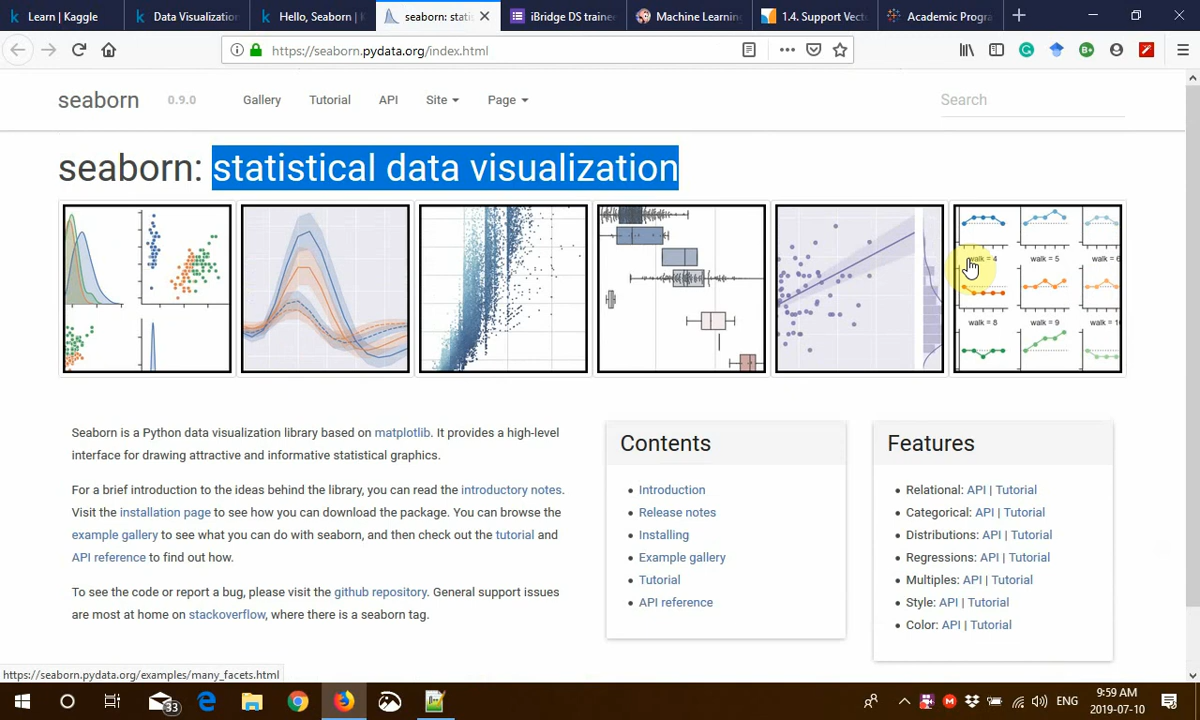 Learn | Kaggle
Data Visualization
Hello, Seaborn |
seaborn: stati
iBridge DS traine
Machine Learning
1.4. Support Vect
Academic Progra
https://seaborn.pydata.org/index.html
seaborn 0.9.0 Gallery Tutorial API Site Page Search
seaborn: statistical data visualization
walk = 4 walk = 5 walk = 6
walk = 8 walk = 9 walk = 1
Seaborn is a Python data visualization library based on matplotlib. It provides a high-level
interface for drawing attractive and informative statistical graphics.
For a brief introduction to the ideas behind the library, you can read the introductory notes.
Visit the installation page to see how you can download the package. You can browse the
example gallery to see what you can do with seaborn, and then check out the tutorial and
API reference to find out how.
To see the code or report a bug, please visit the github repository. General support issues
are most at home on stackoverflow, where there is a seaborn tag.
Contents
Introduction
Release notes
Installing
Example gallery
Tutorial
API reference
Features
Relational: API | Tutorial
Categorical: API | Tutorial
Distributions: API | Tutorial
Regressions: API | Tutorial
Multiples: API | Tutorial
Style: API | Tutorial
Color: API | Tutorial
https://seaborn.pydata.org/examples/many_facets.html
33
ENG
9:59 AM
2019-07-10